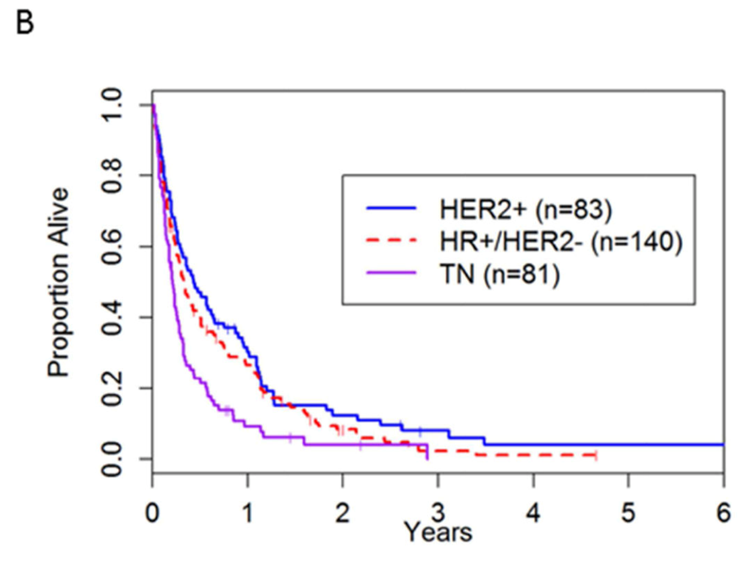 B
1.0
0.8
0.6
0.4
0.2
0.0
Proportion Alive
HER2+ (n=83)
HR+/HER2- (n=140)
TN (n=81)
0 1 2 3 4 5 6
Years